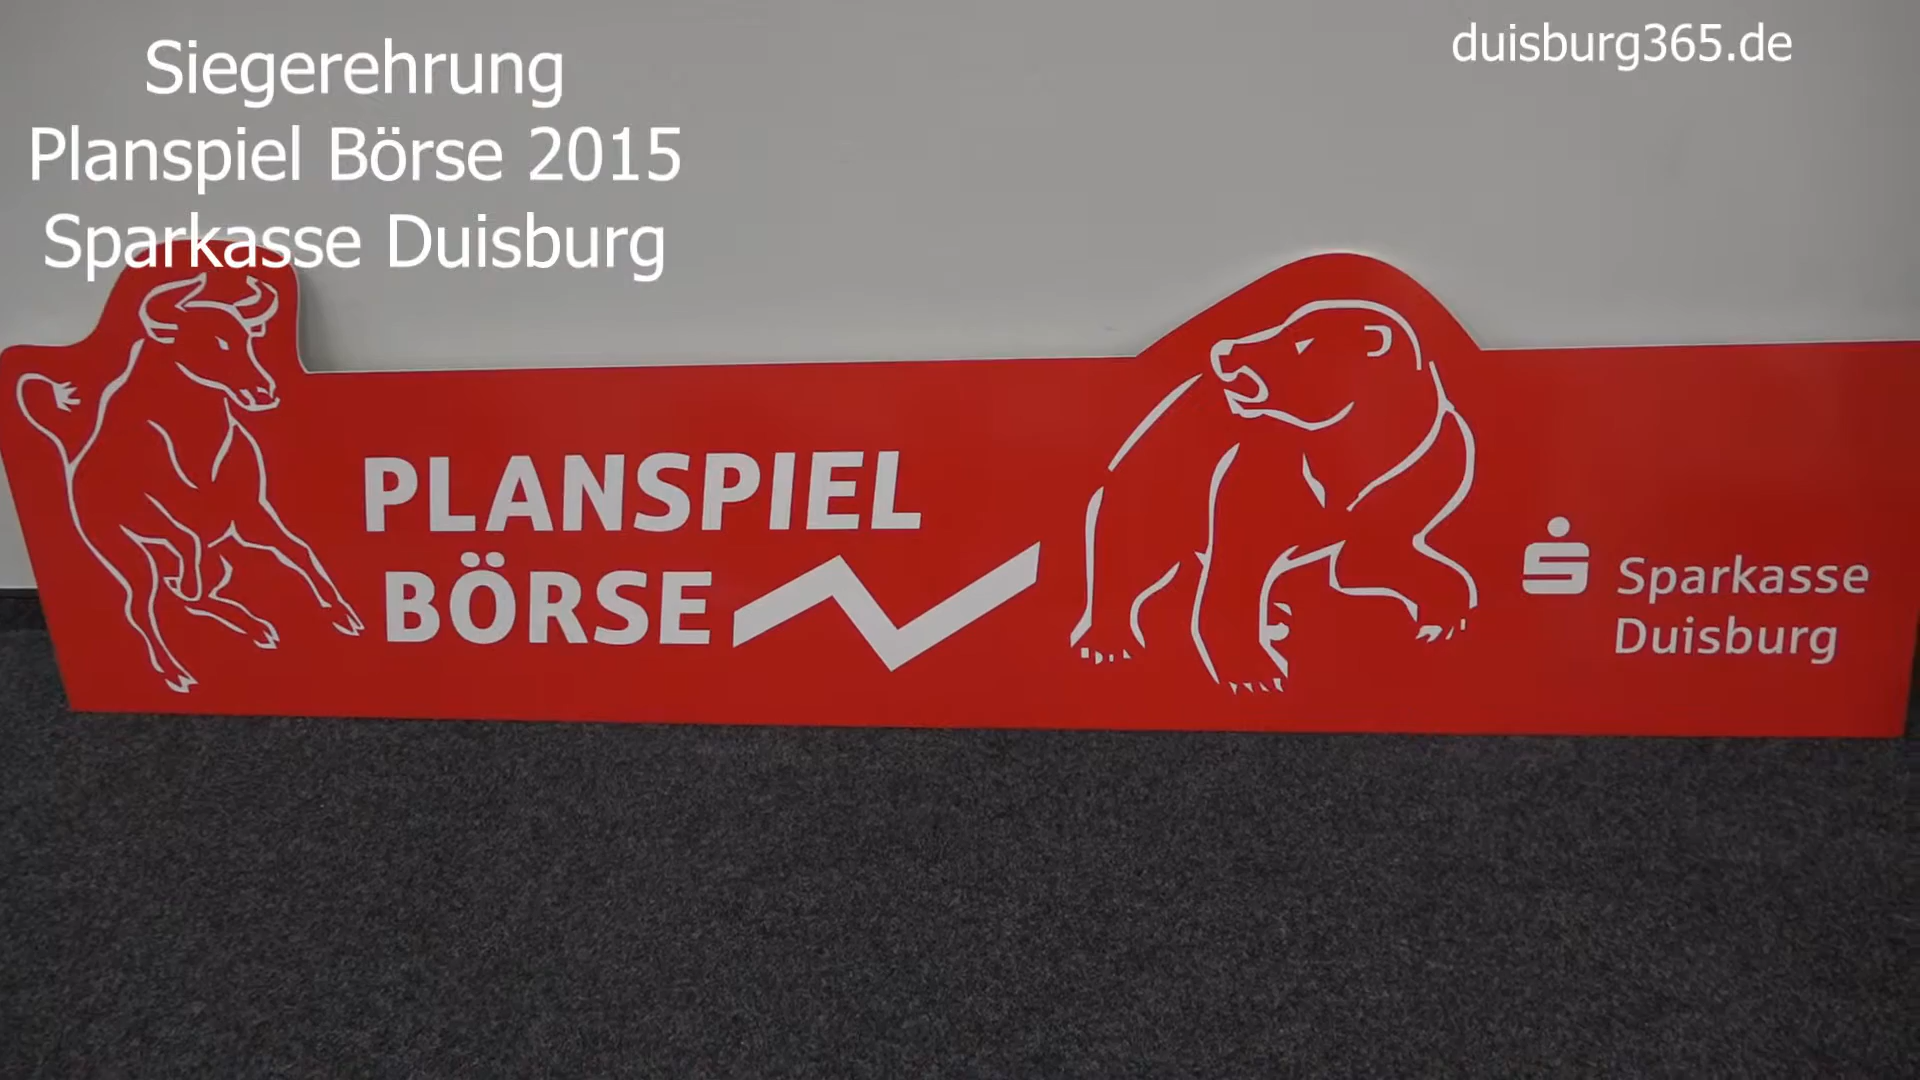 Siegerehrung
Planspiel Börse 2015
Sparkasse Duisburg
duisburg365.de
PLANSPIEL
BÖRSE
Sparkasse
Duisburg